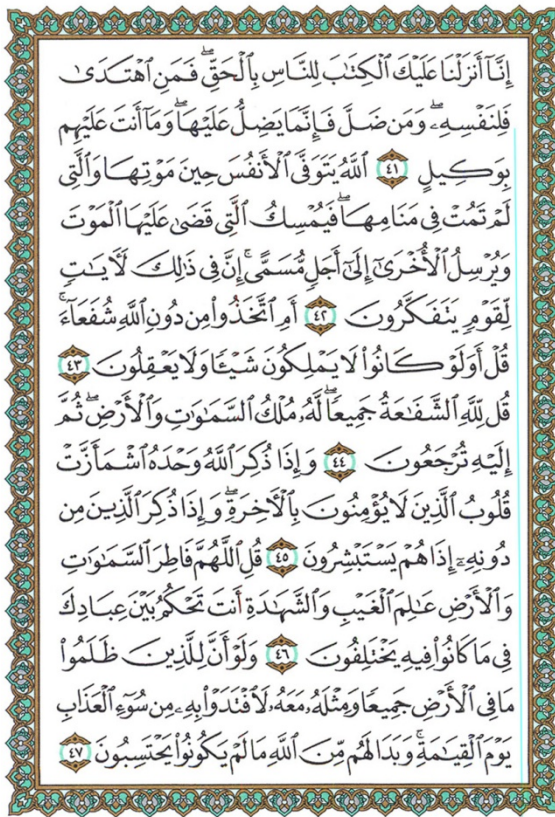 إِنَّآ أَنزَلْنَا عَلَيْكَ ٱلْكِتَٰبَ لِلنَّاسِ بِٱلْحَقِّ ۖ فَمَنِ ٱهْتَدَىٰ
فَلِنَفْسِهِۦ ۖ وَمَن ضَلَّ فَإِنَّمَا يَضِلُّ عَلَيْهَا ۖ وَمَآ أَنتَ عَلَيْهِم
بِوَكِيلٍ ٤١ ٱللَّهُ يَتَوَفَّى ٱلْأَنفُسَ حِينَ مَوْتِهَا وَٱلَّتِى
لَمْ تَمُتْ فِى مَنَامِهَا ۖ فَيُمْسِكُ ٱلَّتِى قَضَىٰ عَلَيْهَا ٱلْمَوْتَ
وَيُرْسِلُ ٱلْأُخْرَىٰٓ إِلَىٰٓ أَجَلٍ مُّسَمًّى ۚ إِنَّ فِى ذَٰلِكَ لَءَايَٰتٍ
لِّقَوْمٍ يَتَفَكَّرُونَ ٤٢ أَمِ ٱتَّخَذُوا۟ مِن دُونِ ٱللَّهِ شُفَعَآءَ ۚ
قُلْ أَوَلَوْ كَانُوا۟ لَا يَمْلِكُونَ شَيْـًٔا وَلَا يَعْقِلُونَ ٤٣
قُل لِّلَّهِ ٱلشَّفَٰعَةُ جَمِيعًا ۖ لَّهُۥ مُلْكُ ٱلسَّمَٰوَٰتِ وَٱلْأَرْضِ ۖ ثُمَّ
إِلَيْهِ تُرْجَعُونَ ٤٤ وَإِذَا ذُكِرَ ٱللَّهُ وَحْدَهُ ٱشْمَأَزَّتْ
قُلُوبُ ٱلَّذِينَ لَا يُؤْمِنُونَ بِٱلْءَاخِرَةِ ۖ وَإِذَا ذُكِرَ ٱلَّذِينَ مِن
دُونِهِۦٓ إِذَا هُمْ يَسْتَبْشِرُونَ ٤٥ قُلِ ٱللَّهُمَّ فَاطِرَ ٱلسَّمَٰوَٰتِ
وَٱلْأَرْضِ عَٰلِمَ ٱلْغَيْبِ وَٱلشَّهَٰدَةِ أَنتَ تَحْكُمُ بَيْنَ عِبَادِكَ
فِى مَا كَانُوا۟ فِيهِ يَخْتَلِفُونَ ٤٦ وَلَوْ أَنَّ لِلَّذِينَ ظَلَمُوا۟
مَا فِى ٱلْأَرْضِ جَمِيعًا وَمِثْلَهُۥ مَعَهُۥ لَٱفْتَدَوْا۟ بِهِۦ مِن سُوٓءِ ٱلْعَذَابِ
يَوْمَ ٱلْقِيَٰمَةِ ۚ وَبَدَا لَهُم مِّنَ ٱللَّهِ مَا لَمْ يَكُونُوا۟ يَحْتَسِبُونَ ٤٧